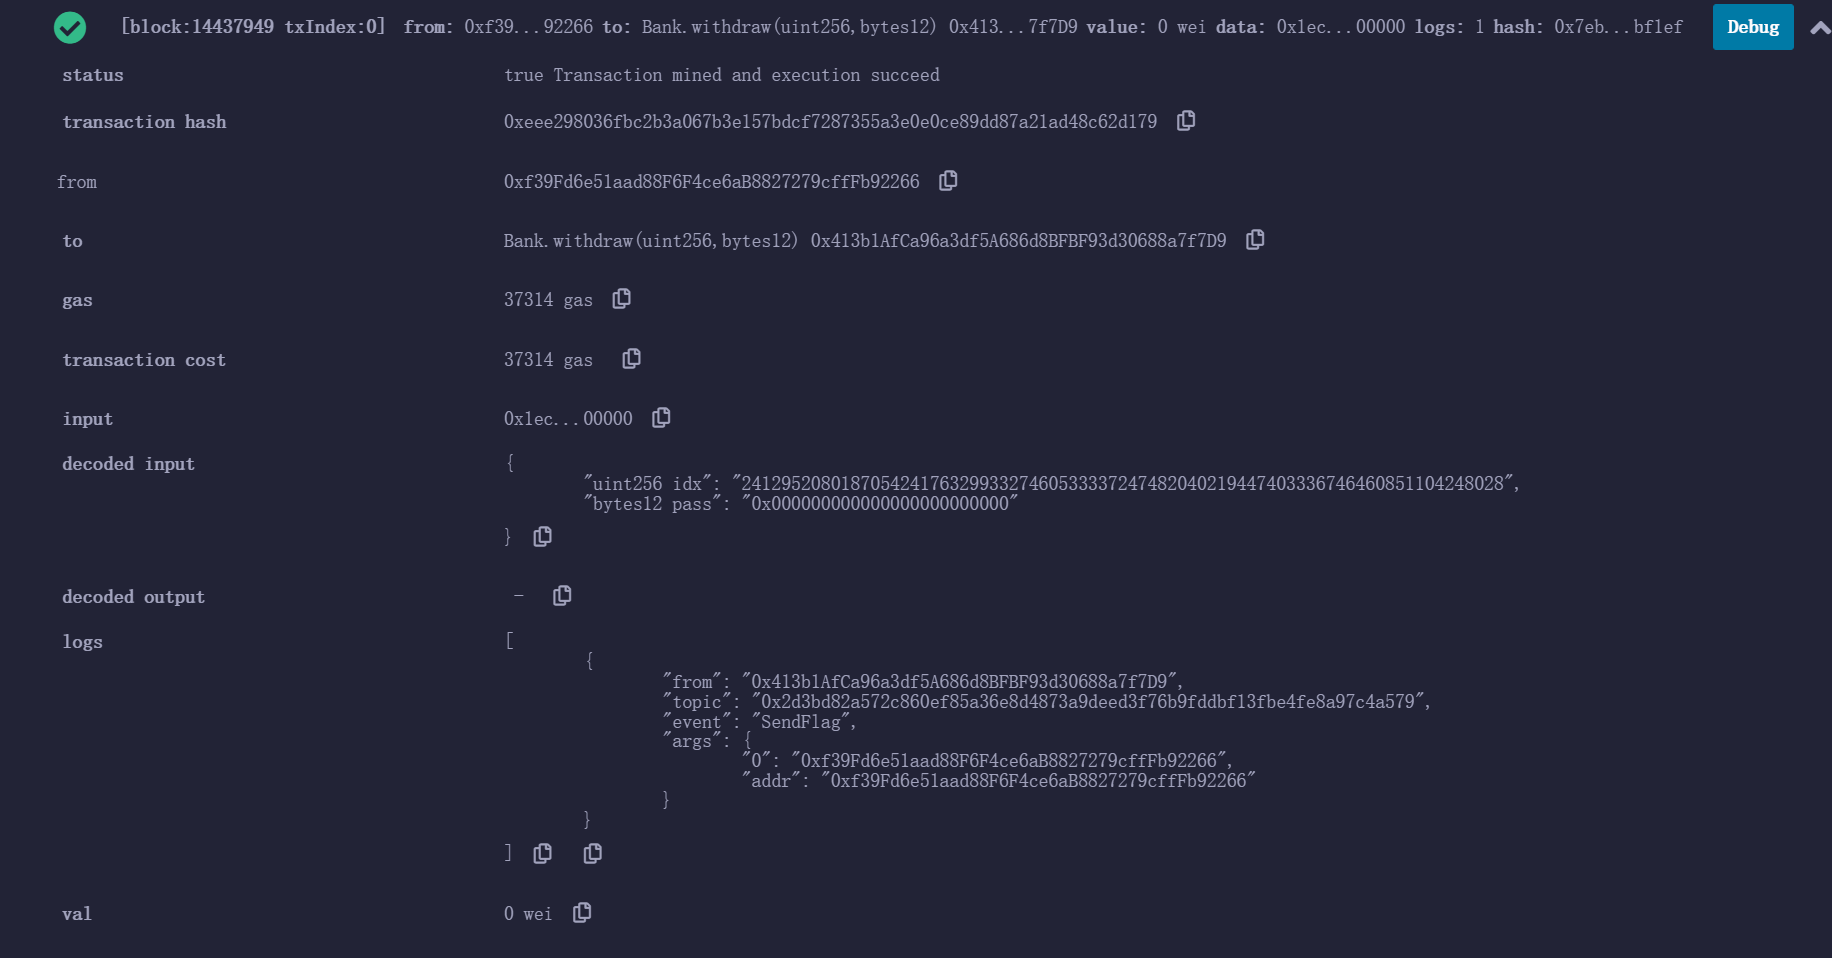 [block:14437949 txIndex:0] from: 0xf39...92266 to: Bank.withdraw(uint256,bytes12) 0x413...7f7D9 value: 0 wei data: 0x1ec...00000 logs: 1 hash: 0x7eb...bf1ef Debug
status true Transaction mined and execution succeed
transaction hash 0xeee298036fbc2b3a067b3e157bdcf7287355a3e0e0ce89dd87a21ad48c62d179
from 0xf39Fd6e51aad88F6F4ce6aB8827279cffFb92266
to Bank.withdraw(uint256,bytes12) 0x413b1AfCa96a3df5A686d8BFBF93d30688a7f7D9
gas 37314 gas
transaction cost 37314 gas
input 0x1ec...00000
decoded input {
"uint256 idx": "24129520801870542417632993327460533337247482040219447403336746460851104248028",
"bytes12 pass": "0x000000000000000000000000"
}
decoded output -
logs [
{
"from": "0x413b1AfCa96a3df5A686d8BFBF93d30688a7f7D9",
"topic": "0x2d3bd82a572c860ef85a36e8d4873a9deed3f76b9fddbf13fbe4fe8a97c4a579",
"event": "SendFlag",
"args": {
"0": "0xf39Fd6e51aad88F6F4ce6aB8827279cffFb92266",
"addr": "0xf39Fd6e51aad88F6F4ce6aB8827279cffFb92266"
}
}
]
val 0 wei